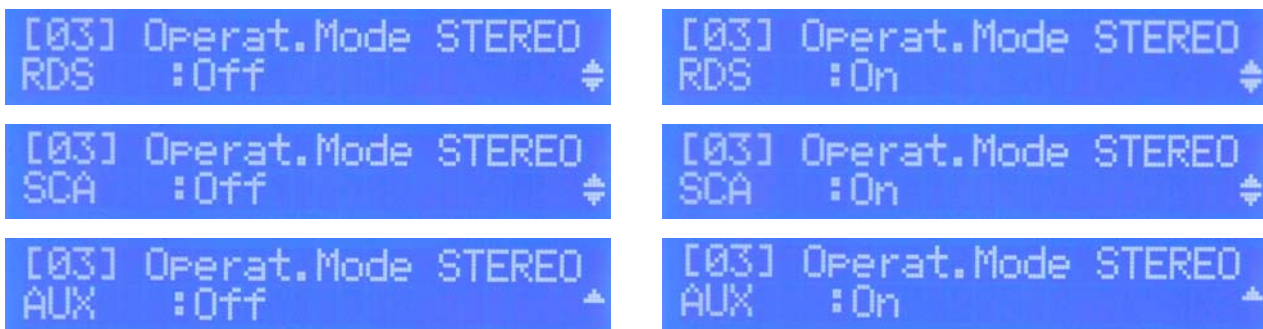 [03] Operat.Mode STEREO
RDS :Off
[03] Operat.Mode STEREO
RDS :On
[03] Operat.Mode STEREO
SCA :Off
[03] Operat.Mode STEREO
SCA :On
[03] Operat.Mode STEREO
AUX :Off
[03] Operat.Mode STEREO
AUX :On